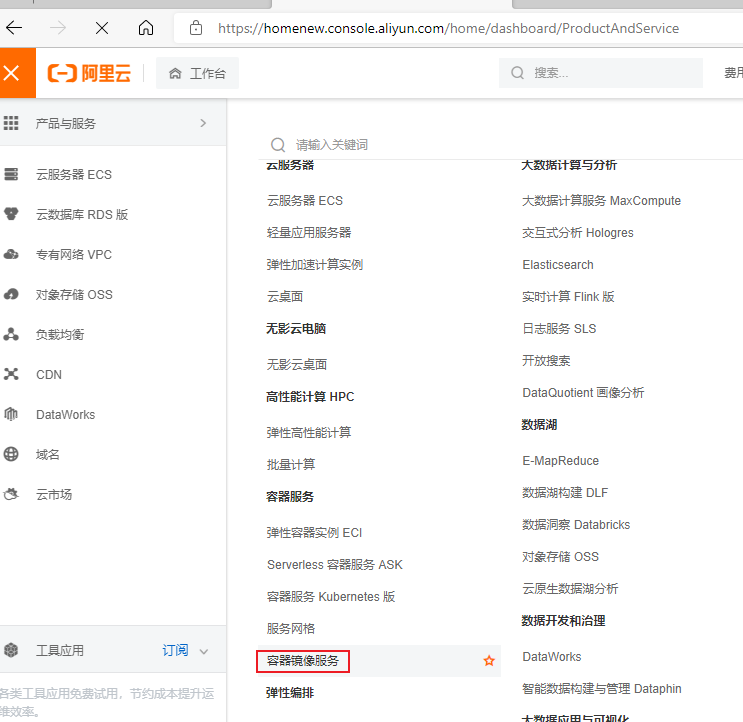 https://homenew.console.aliyun.com/home/dashboard/ProductAndService
阿里云
工作台
搜索...
费用
产品与服务
云服务器 ECS
云数据库 RDS 版
专有网络 VPC
对象存储 OSS
负载均衡
CDN
DataWorks
域名
云市场
工具应用
订阅
各类工具应用免费试用，节约成本提升运
维效率。
请输入关键词
云服务器
云服务器 ECS
轻量应用服务器
弹性加速计算实例
云桌面
无影云电脑
无影云桌面
高性能计算 HPC
弹性高性能计算
批量计算
容器服务
弹性容器实例 ECI
Serverless 容器服务 ASK
容器服务 Kubernetes 版
服务网格
容器镜像服务
弹性编排
大数据计算与分析
大数据计算服务 MaxCompute
交互式分析 Hologres
Elasticsearch
实时计算 Flink 版
日志服务 SLS
开放搜索
DataQuotient 画像分析
数据湖
E-MapReduce
数据湖构建 DLF
数据洞察 Databricks
对象存储 OSS
云原生数据湖分析
数据开发和治理
DataWorks
智能数据构建与管理 Dataphin
大数据应用与可视化